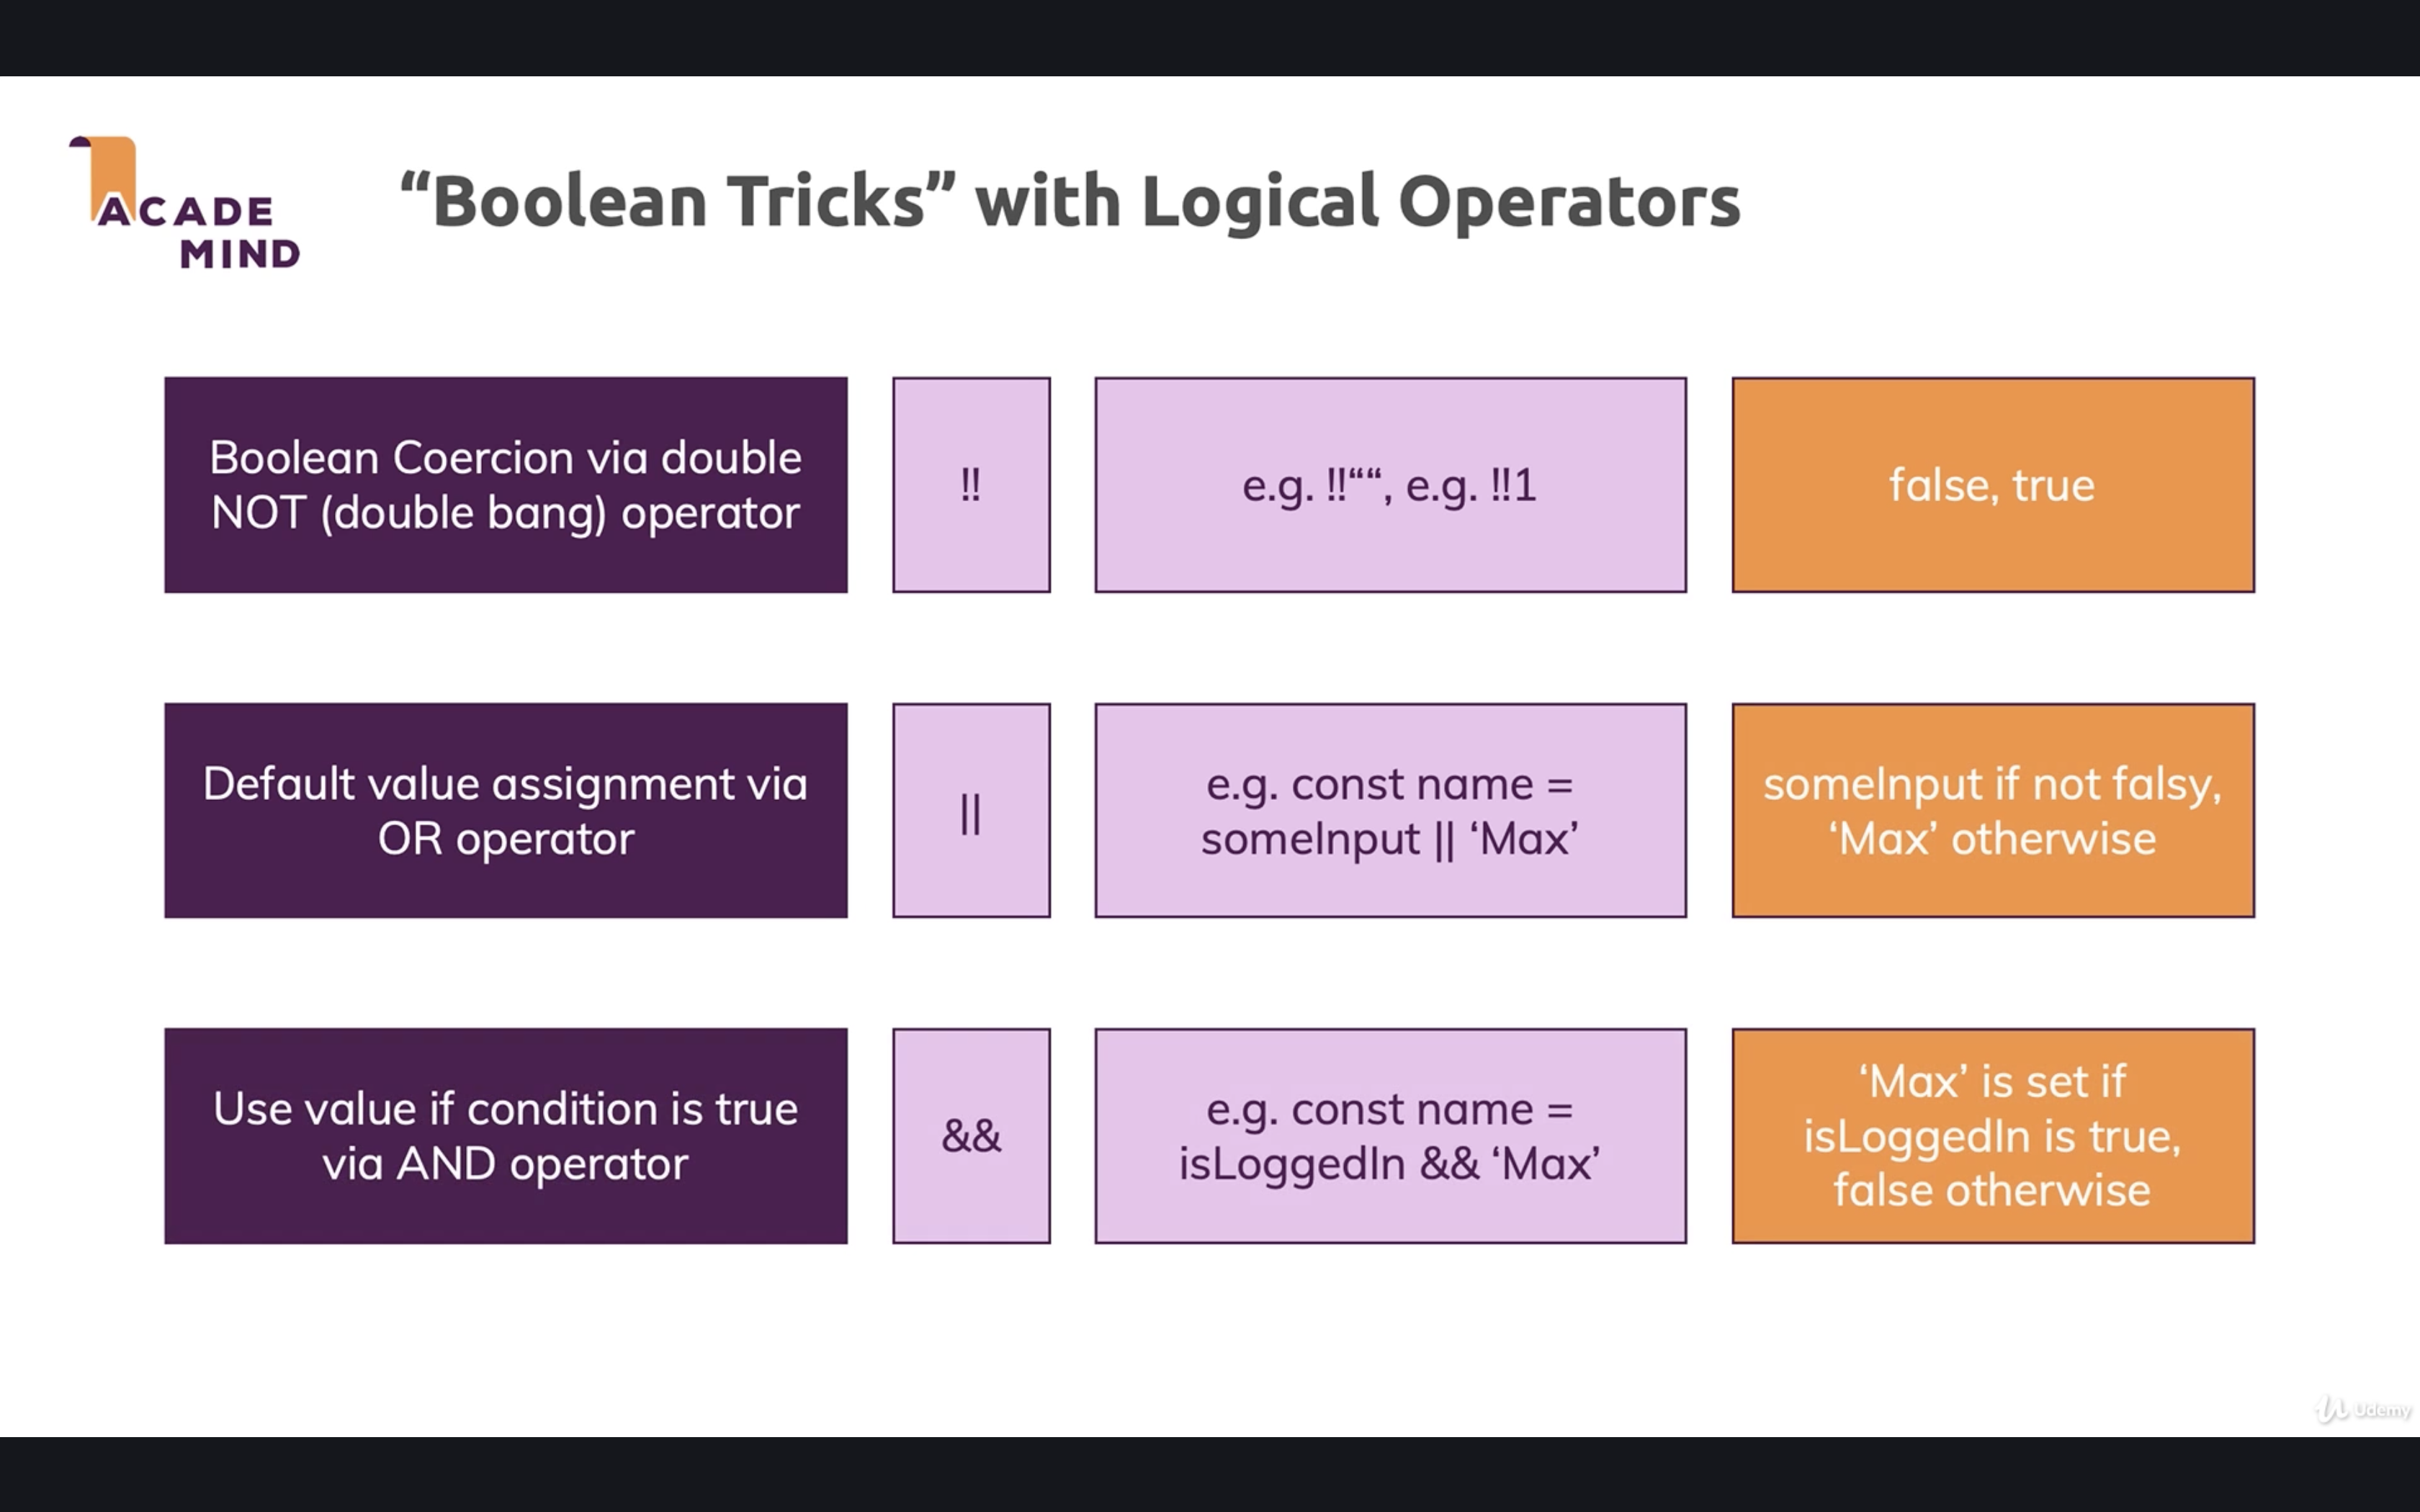 ACADE
MIND
“Boolean Tricks” with Logical Operators
Boolean Coercion via double
NOT (double bang) operator
!!
e.g. !!““, e.g. !!1
false, true
Default value assignment via
OR operator
||
e.g. const name =
someInput || ‘Max’
someInput if not falsy,
‘Max’ otherwise
Use value if condition is true
via AND operator
&&
e.g. const name =
isLoggedIn && ‘Max’
‘Max’ is set if
isLoggedIn is true,
false otherwise
Udemy